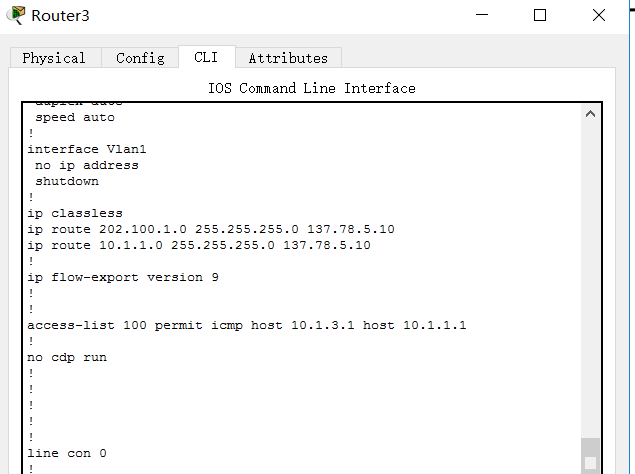 Router3
Physical Config CLI Attributes
IOS Command Line Interface
duplex auto
speed auto
!
interface Vlan1
no ip address
shutdown
!
ip classless
ip route 202.100.1.0 255.255.255.0 137.78.5.10
ip route 10.1.1.0 255.255.255.0 137.78.5.10
!
ip flow-export version 9
!
!
access-list 100 permit icmp host 10.1.3.1 host 10.1.1.1
!
no cdp run
!
!
!
!
!
line con 0
!